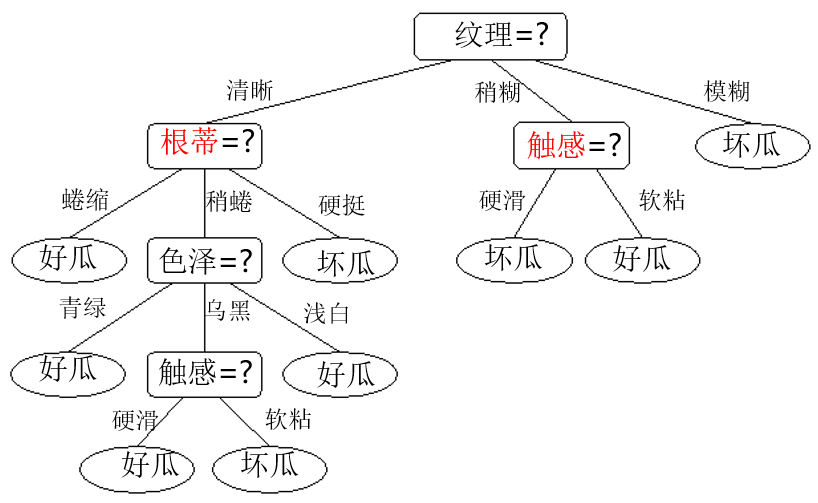 纹理=?
清晰
稍糊
模糊
根蒂=?
触感=?
坏瓜
蜷缩
稍蜷
硬挺
硬滑
软粘
好瓜
色泽=?
坏瓜
坏瓜
好瓜
青绿
乌黑
浅白
好瓜
触感=?
好瓜
硬滑
软粘
好瓜
坏瓜